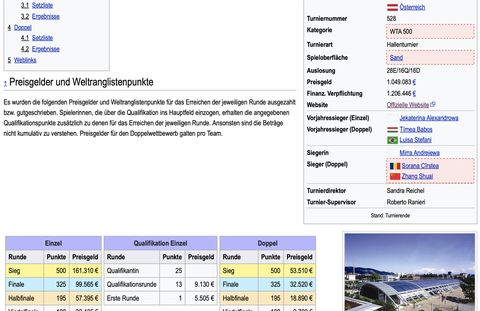 3.1 Setzliste
3.2 Ergebnisse
4 Doppel
4.1 Setzliste
4.2 Ergebnisse
5 Weblinks
↑ Preisgelder und Weltranglistenpunkte
Es wurden die folgenden Preisgelder und Weltranglistenpunkte für das Erreichen der jeweiligen Runde ausgezahlt
bzw. gutgeschrieben. Spielerinnen, die über die Qualifikation ins Hauptfeld einzogen, erhalten die angegebenen
Qualifikationspunkte zusätzlich zu denen für das Erreichen der jeweiligen Runde. Ansonsten sind die Beträge
nicht kumulativ zu verstehen. Preisgelder für den Doppelwettbewerb galten pro Team.
Österreich
Turniernummer 528
Kategorie WTA 500
Turnierart Hallenturnier
Spieloberfläche Sand
Auslosung 28E/16Q/16D
Preisgeld 1.049.083 €
Finanz. Verpflichtung 1.206.446 €
Website Offizielle Website
Vorjahressieger (Einzel) Jekaterina Alexandrowa
Vorjahressieger (Doppel) Tímea Babos
Luisa Stefani
Siegerin Mirra Andrejewa
Sieger (Doppel) Sorana Cîrstea
Zhang Shuai
Turnierdirektor Sandra Reichel
Turnier-Supervisor Roberto Ranieri
Stand: Turnierende
Einzel Qualifikation Einzel Doppel
Runde Punkte Preisgeld Runde Punkte Preisgeld Runde Punkte Preisgeld
Sieg 500 161.310 € Qualifikantin 25 Sieg 500 53.510 €
Finale 325 99.565 € Qualifikationsrunde 13 9.130 € Finale 325 32.520 €
Halbfinale 195 57.395 € Erste Runde 1 5.505 € Halbfinale 195 18.890 €